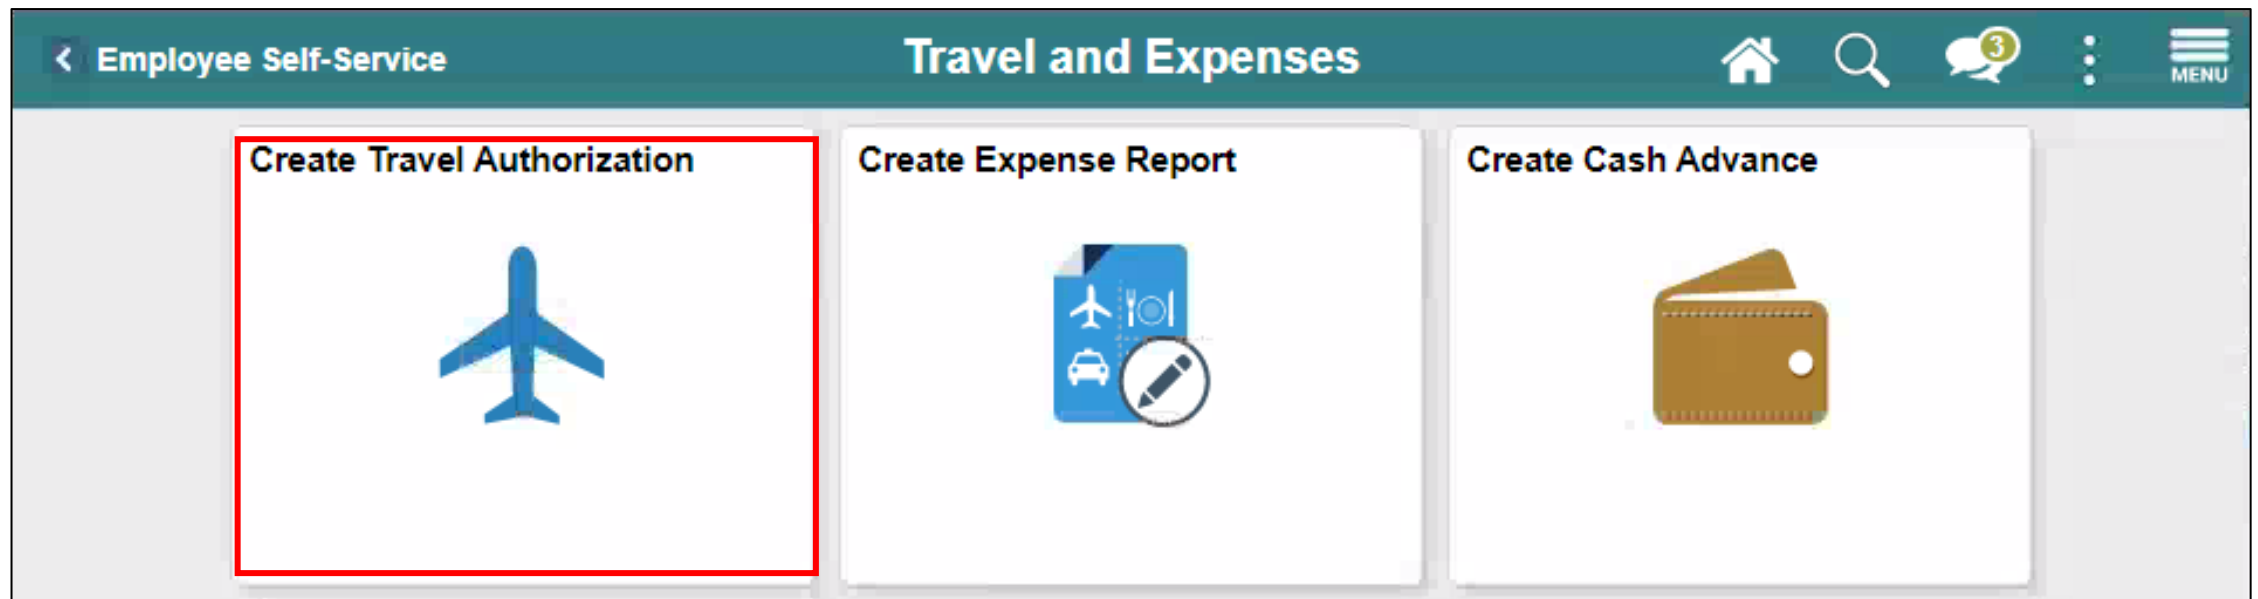 Employee Self-Service
Travel and Expenses
3
MENU
Create Travel Authorization
Create Expense Report
Create Cash Advance